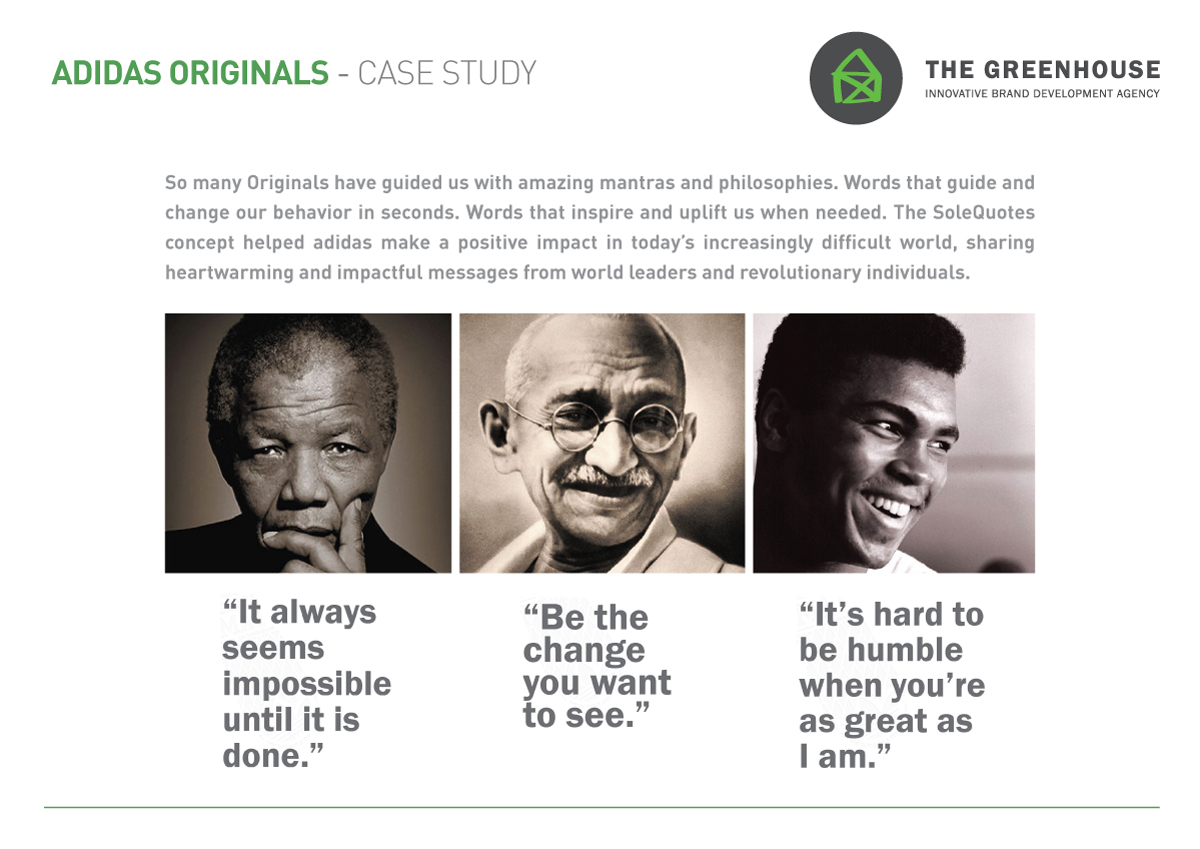 ADIDAS ORIGINALS - CASE STUDY
THE GREENHOUSE
INNOVATIVE BRAND DEVELOPMENT AGENCY
So many Originals have guided us with amazing mantras and philosophies. Words that guide and
change our behavior in seconds. Words that inspire and uplift us when needed. The SoleQuotes
concept helped adidas make a positive impact in today's increasingly difficult world, sharing
heartwarming and impactful messages from world leaders and revolutionary individuals.
“It always
seems
impossible
until it is
done.”
“Be the
change
you want
to see.”
“It’s hard to
be humble
when you’re
as great as
I am.”